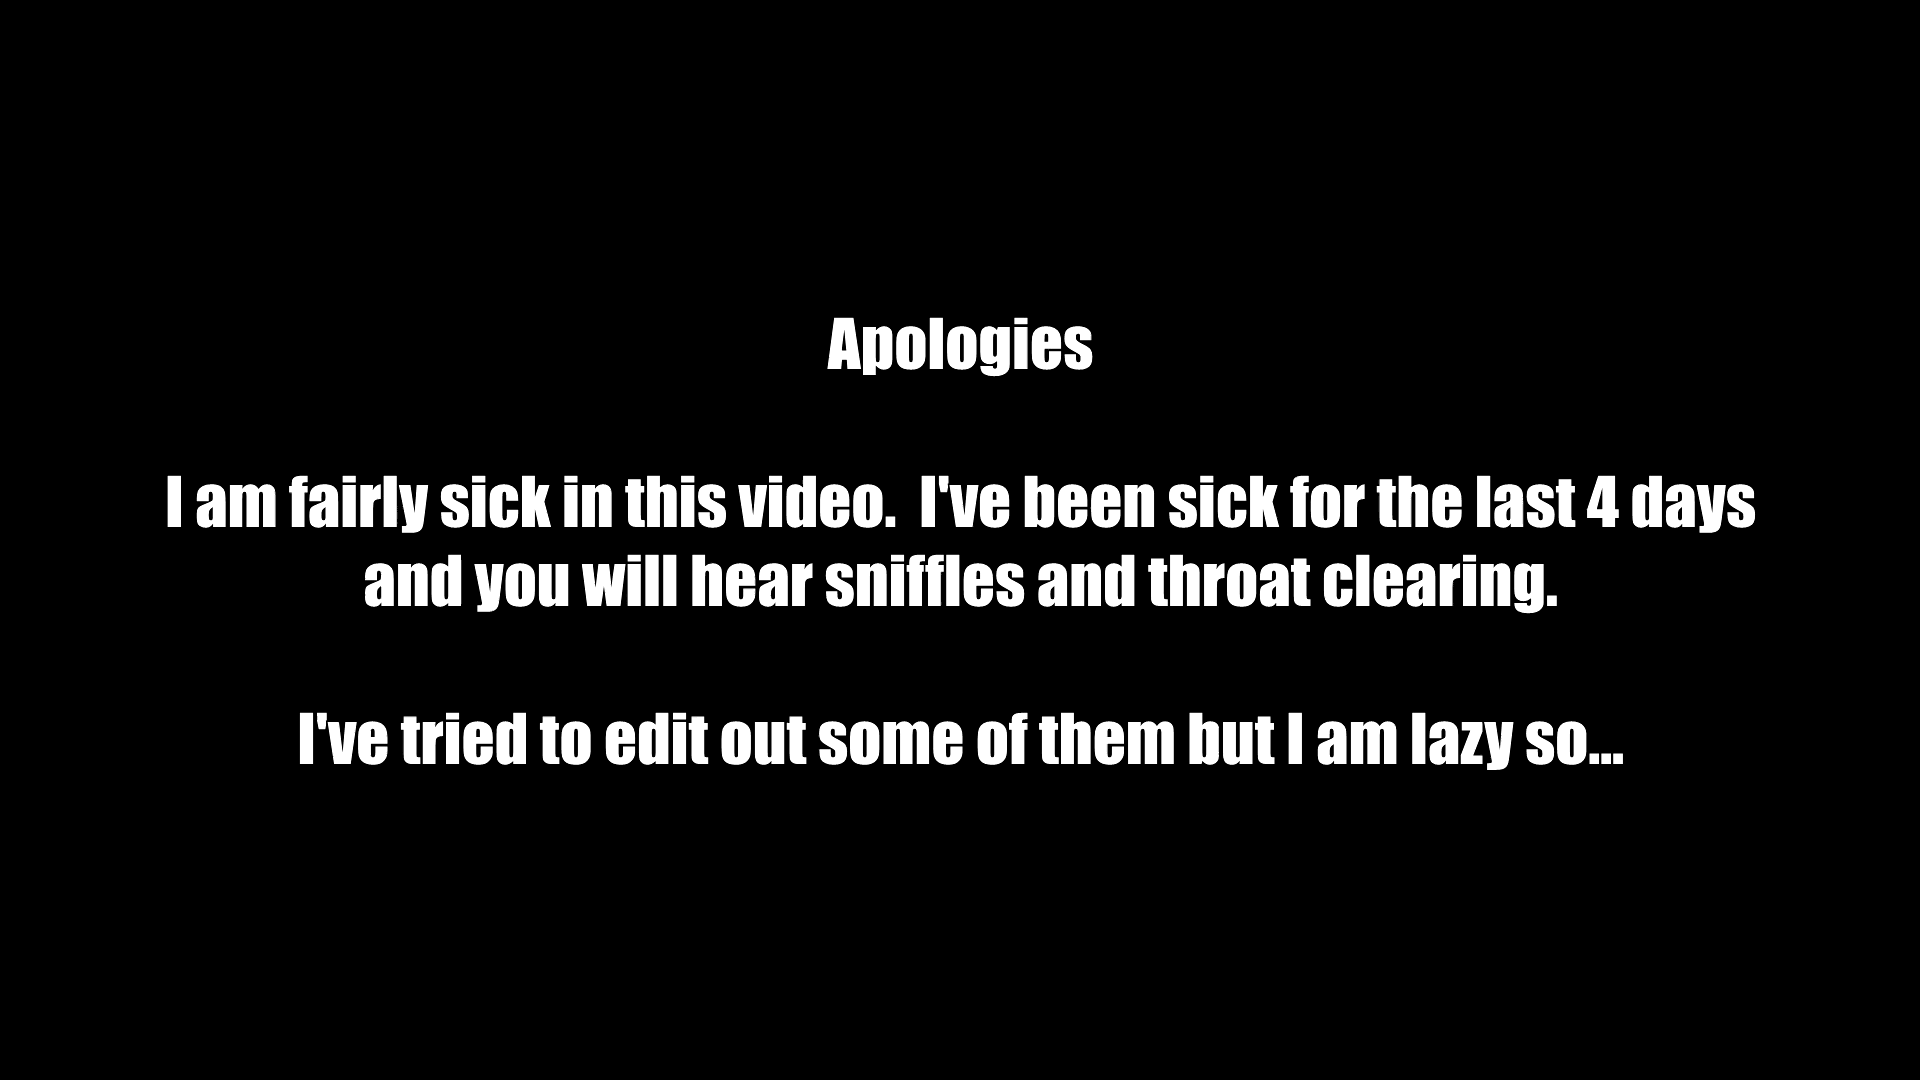 Apologies
I am fairly sick in this video.  I've been sick for the last 4 days
and you will hear sniffles and throat clearing.
I've tried to edit out some of them but I am lazy so...